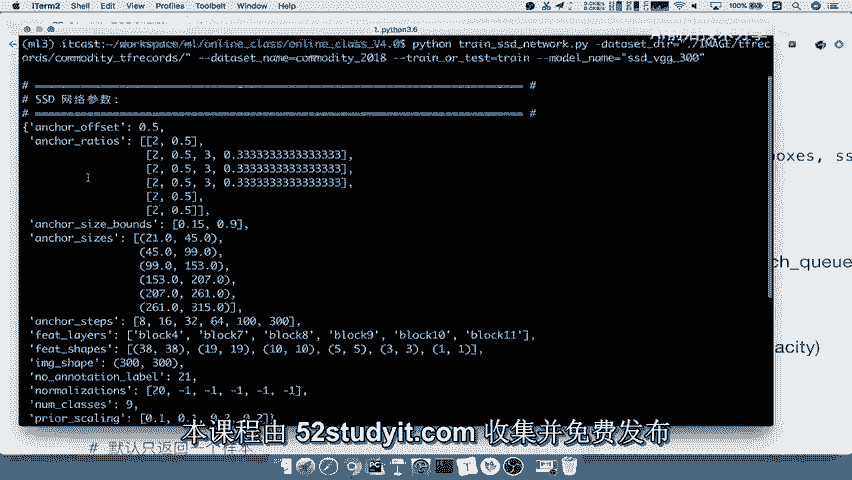 iTerm2 Shell Edit View Profiles Toolbelt Window Help
100%
1. python3.6
(ml3) itcast:~/workspace/ml/online_class/online_class_V4.0$ python train_ssd_network.py -dataset_dir="./IMAGE/tfrec
ords/commodity_tfrecords/" --dataset_name=commodity_2018 --train_or_test=train --model_name="ssd_vgg_300"
# =========================================================================== #
# SSD 网络参数:
# =========================================================================== #
{'anchor_offset': 0.5,
'anchor_ratios': [[2, 0.5],
[2, 0.5, 3, 0.3333333333333333],
[2, 0.5, 3, 0.3333333333333333],
[2, 0.5, 3, 0.3333333333333333],
[2, 0.5],
[2, 0.5]],
'anchor_size_bounds': [0.15, 0.9],
'anchor_sizes': [(21.0, 45.0),
(45.0, 99.0),
(99.0, 153.0),
(153.0, 207.0),
(207.0, 261.0),
(261.0, 315.0)],
'anchor_steps': [8, 16, 32, 64, 100, 300],
'feat_layers': ['block4', 'block7', 'block8', 'block9', 'block10', 'block11'],
'feat_shapes': [(38, 38), (19, 19), (10, 10), (5, 5), (3, 3), (1, 1)],
'img_shape': (300, 300),
'no_annotation_label': 21,
'normalizations': [20, -1, -1, -1, -1, -1],
'num_classes': 9,
'prior_scaling': [0.1, 0.1, 0.2, 0.2]}
oxes, ss
ch_queue
acity)
本课程由 52studyit.com 收集并免费发布
# 默认只返回一个样本